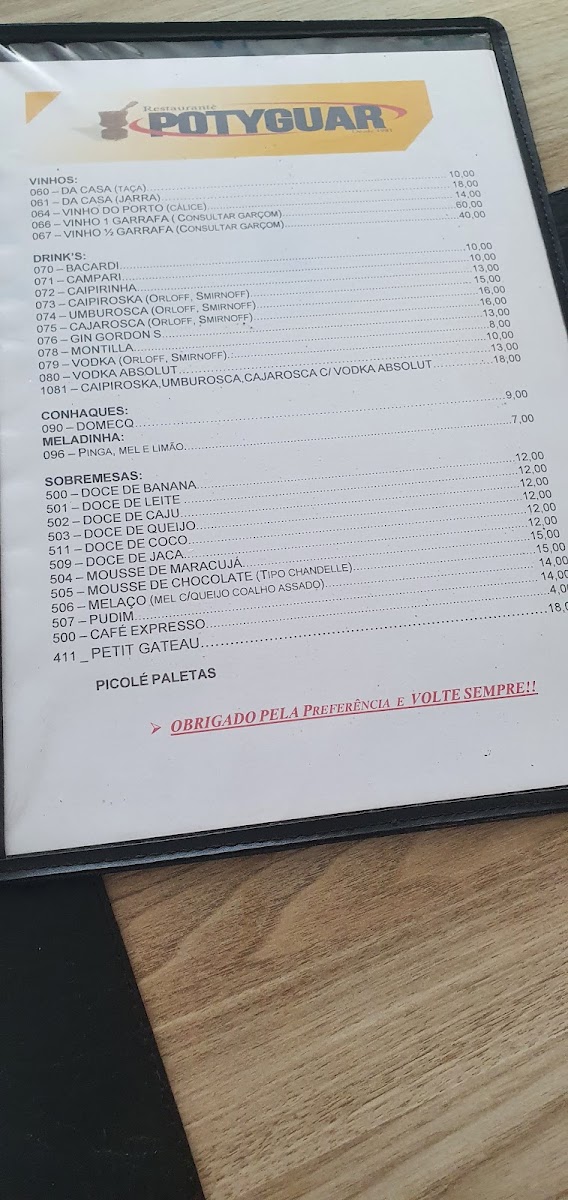 Restaurante
POTYGUAR
VINHOS:
060 – DA CASA (TAÇA)........10,00
061 – DA CASA (JARRA)........18,00
064 – VINHO DO PORTO (CÁLICE)........14,00
066 – VINHO 1 GARRAFA ( CONSULTAR GARÇOM)........60,00
067 – VINHO ½ GARRAFA (CONSULTAR GARÇOM)........40,00
DRINK'S:
070 – BACARDI........10,00
071 – CAMPARI........10,00
072 – CAIPIRINHA........13,00
073 – CAIPIROSKA (ORLOFF, SMIRNOFF)........15,00
074 – UMBUROSCA (ORLOFF, SMIRNOFF)........16,00
075 – CAJAROSCA (ORLOFF, SMIRNOFF)........16,00
076 – GIN GORDON S........13,00
078 – MONTILLA........8,00
079 – VODKA (ORLOFF, SMIRNOFF)........10,00
080 – VODKA ABSOLUT........13,00
1081 – CAIPIROSKA,UMBUROSCA,CAJAROSCA C/ VODKA ABSOLUT........18,00
CONHAQUES:
090 – DOMECQ........9,00
MELADINHA:
096 – PINGA, MEL E LIMÃO........7,00
SOBREMESAS:
500 – DOCE DE BANANA........12,00
501 – DOCE DE LEITE........12,00
502 – DOCE DE CAJU........12,00
503 – DOCE DE QUEIJO........12,00
511 – DOCE DE COCO........12,00
509 – DOCE DE JACA........12,00
504 – MOUSSE DE MARACUJÁ........15,00
505 – MOUSSE DE CHOCOLATE (TIPO CHANDELLE)........15,00
506 – MELAÇO (MEL C/QUEIJO COALHO ASSADO)........14,00
507 – PUDIM........14,00
500 – CAFÉ EXPRESSO........4,00
411 _ PETIT GATEAU........18,0
PICOLÉ PALETAS
➢ OBRIGADO PELA PREFERÊNCIA E VOLTE SEMPRE!!